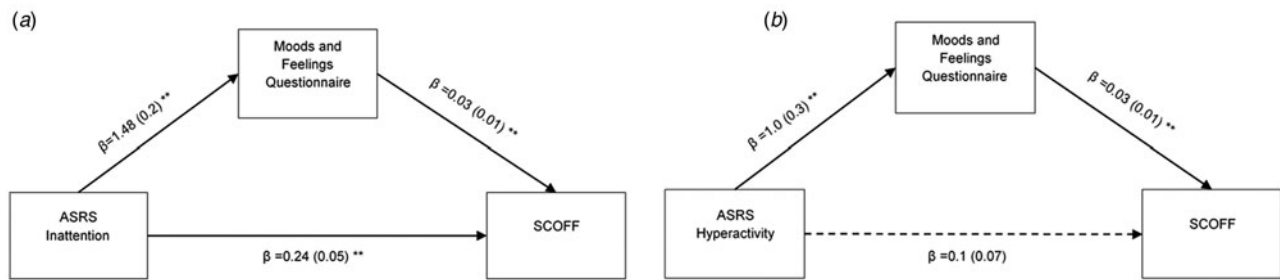 (a)
Moods and
Feelings
Questionnaire
β=1.48 (0.2) **
β =0.03 (0.01) **
ASRS
Inattention
SCOFF
β =0.24 (0.05) **
(b)
Moods and
Feelings
Questionnaire
β =1.0 (0.3) **
β =0.03 (0.01) **
ASRS
Hyperactivity
SCOFF
β =0.1 (0.07)